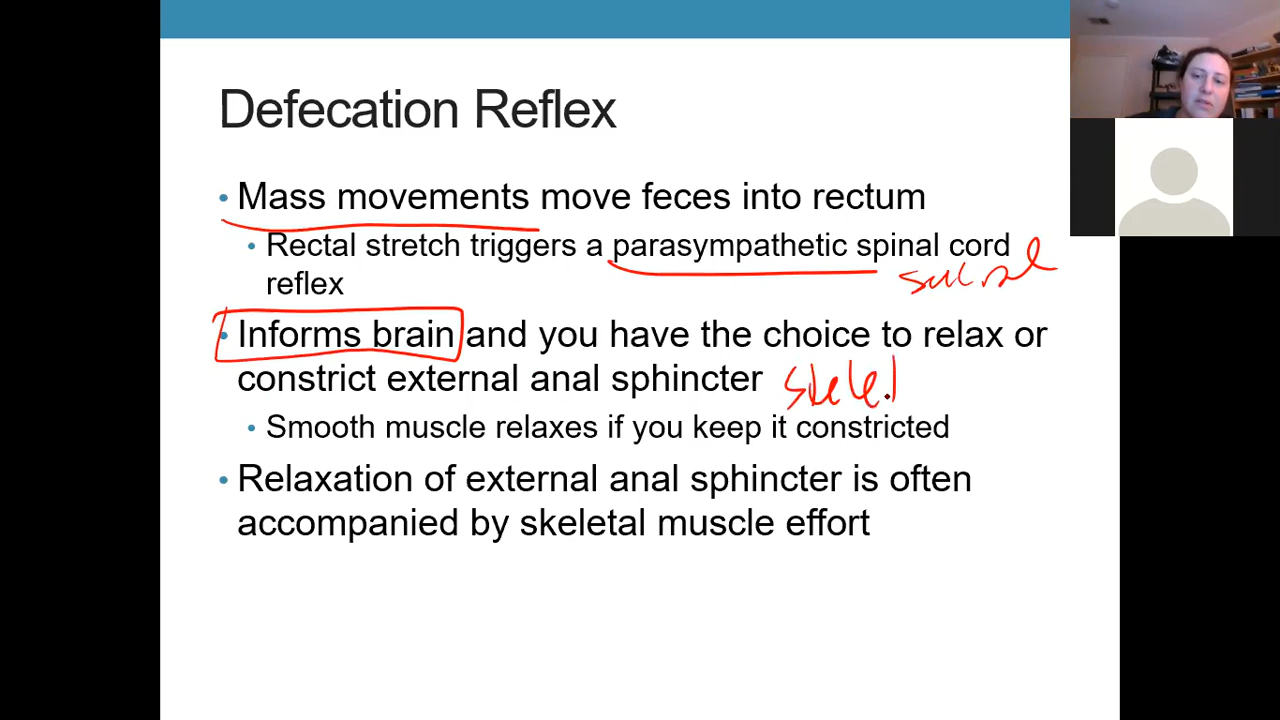 Defecation Reflex
• Mass movements move feces into rectum
• Rectal stretch triggers a parasympathetic spinal cord
reflex
• Informs brain and you have the choice to relax or
constrict external anal sphincter skelet
• Smooth muscle relaxes if you keep it constricted
• Relaxation of external anal sphincter is often
accompanied by skeletal muscle effort